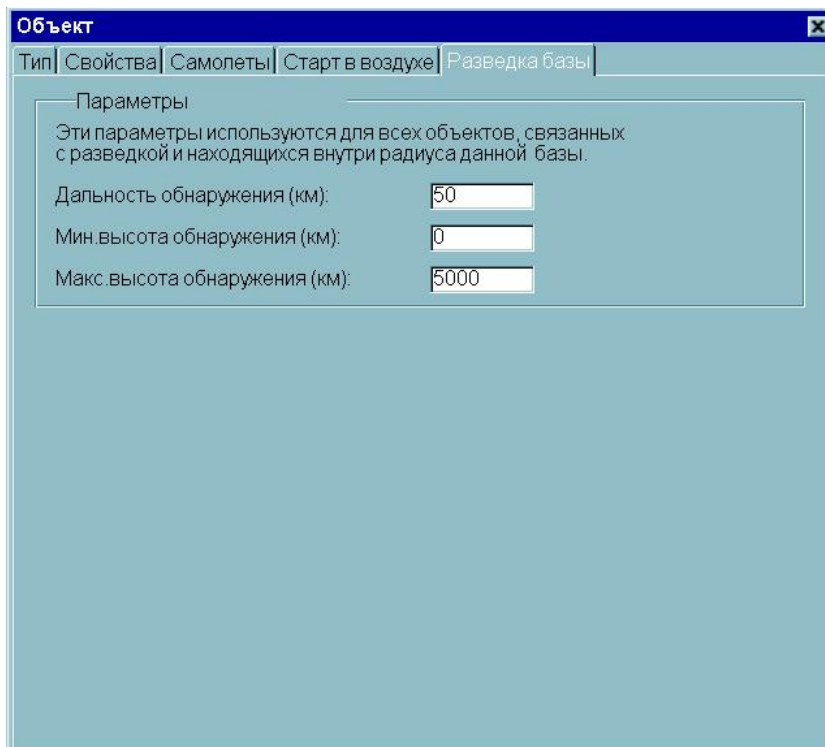 Объект
Тип Свойства Самолеты Старт в воздухе Разведка базы
Параметры
Эти параметры используются для всех объектов, связанных
с разведкой и находящихся внутри радиуса данной базы.
Дальность обнаружения (км): 50
Мин.высота обнаружения (км): 0
Макс.высота обнаружения (км): 5000